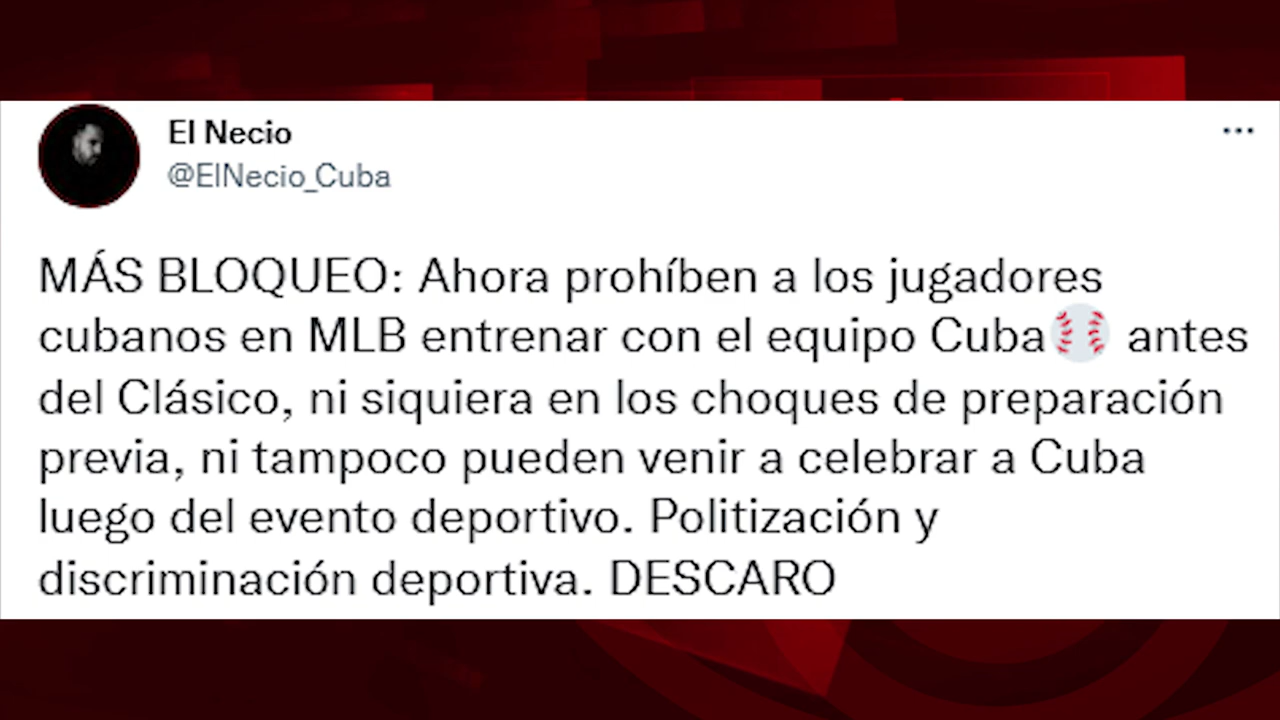 El Necio
@ElNecio_Cuba
MÁS BLOQUEO: Ahora prohíben a los jugadores
cubanos en MLB entrenar con el equipo Cuba⚾ antes
del Clásico, ni siquiera en los choques de preparación
previa, ni tampoco pueden venir a celebrar a Cuba
luego del evento deportivo. Politización y
discriminación deportiva. DESCARO